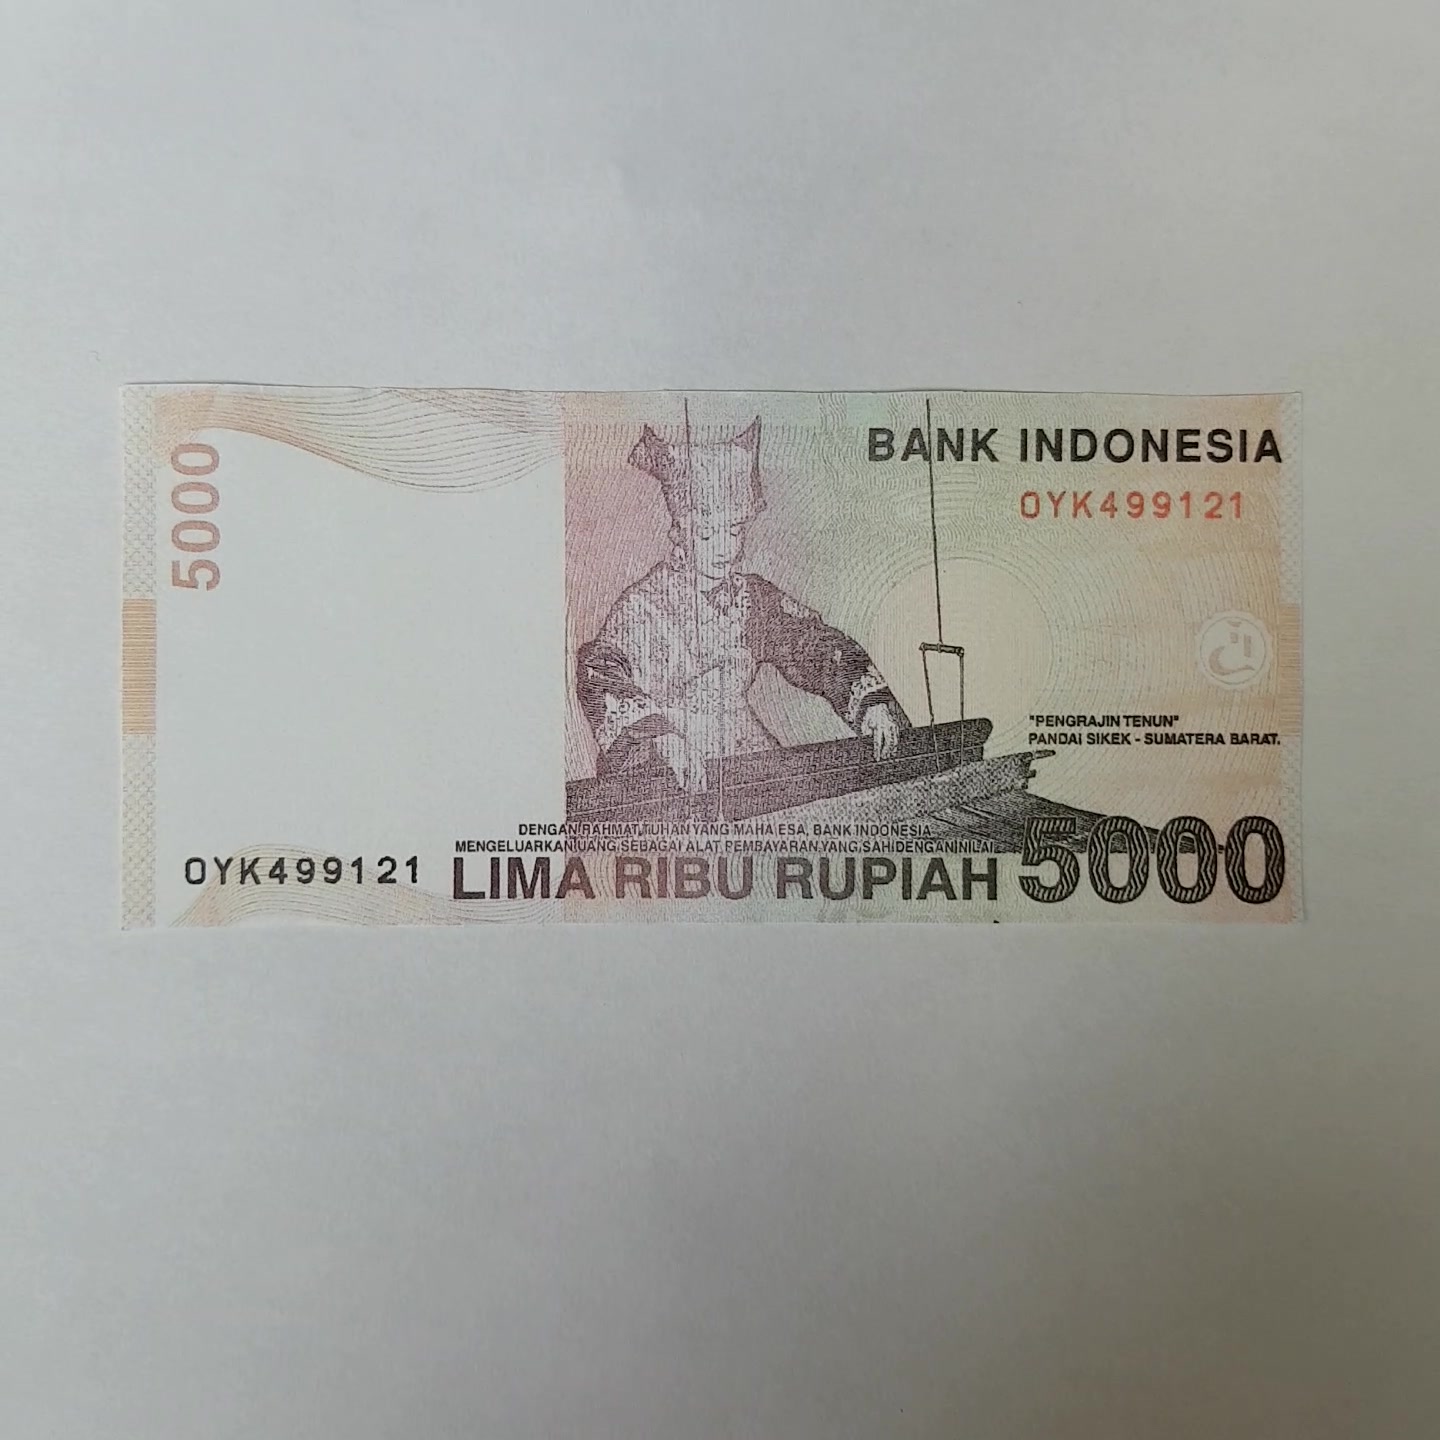 5000
BANK INDONESIA
OYK499121
"PENGRAJIN TENUN"
PANDAI SIKEK - SUMATERA BARAT.
DENGAN RAHMAT TUHAN YANG MAHA ESA, BANK INDONESIA
MENGELUARKAN UANG SEBAGAI ALAT PEMBAYARAN YANG SAH DENGAN NILAI
OYK499121
LIMA RIBU RUPIAH 5000